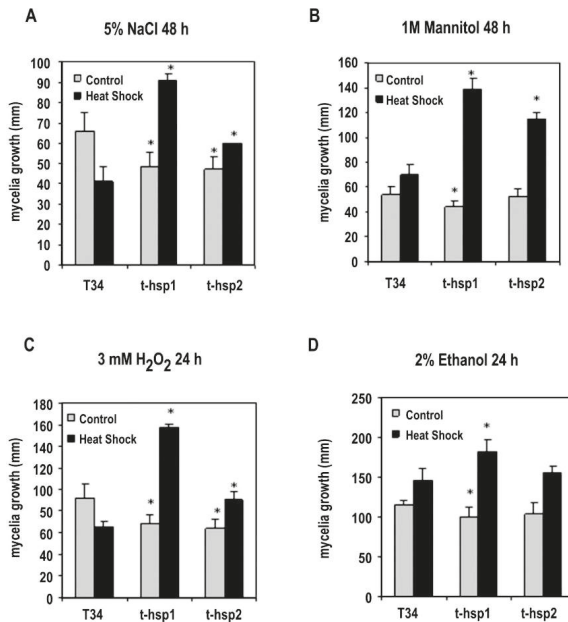 A
5% NaCl 48 h
mycelia growth (mm)
100
90
80
70
60
50
40
30
20
10
0
Control
Heat Shock
*
*
*
*
T34
t-hsp1
t-hsp2
B
1M Mannitol 48 h
mycelia growth (mm)
160
140
120
100
80
60
40
20
0
Control
Heat Shock
*
*
*
T34
t-hsp1
t-hsp2
C
3 mM H₂O₂ 24 h
mycelia growth (mm)
180
160
140
120
100
80
60
40
20
0
Control
Heat Shock
*
*
*
*
T34
t-hsp1
t-hsp2
D
2% Ethanol 24 h
mycelia growth (mm)
250
200
150
100
50
0
Control
Heat Shock
*
*
T34
t-hsp1
t-hsp2